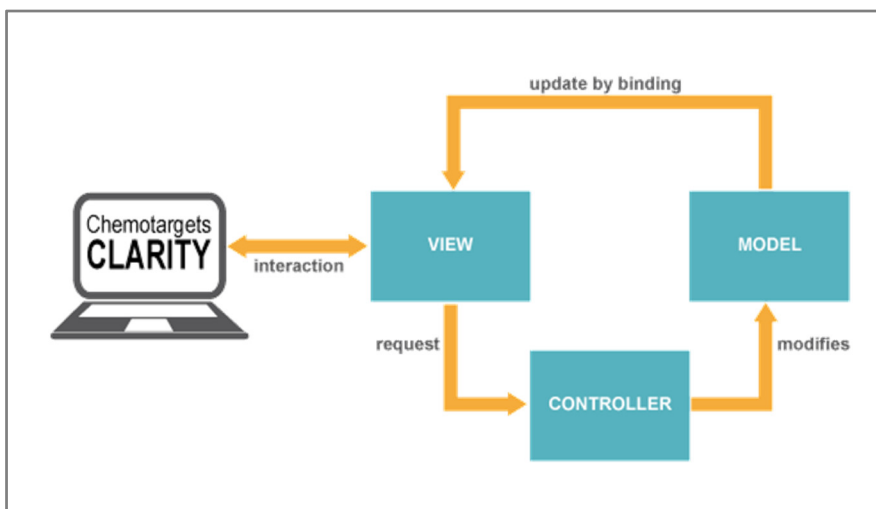 update by binding
Chemotargets
CLARITY
interaction
VIEW
MODEL
request
modifies
CONTROLLER